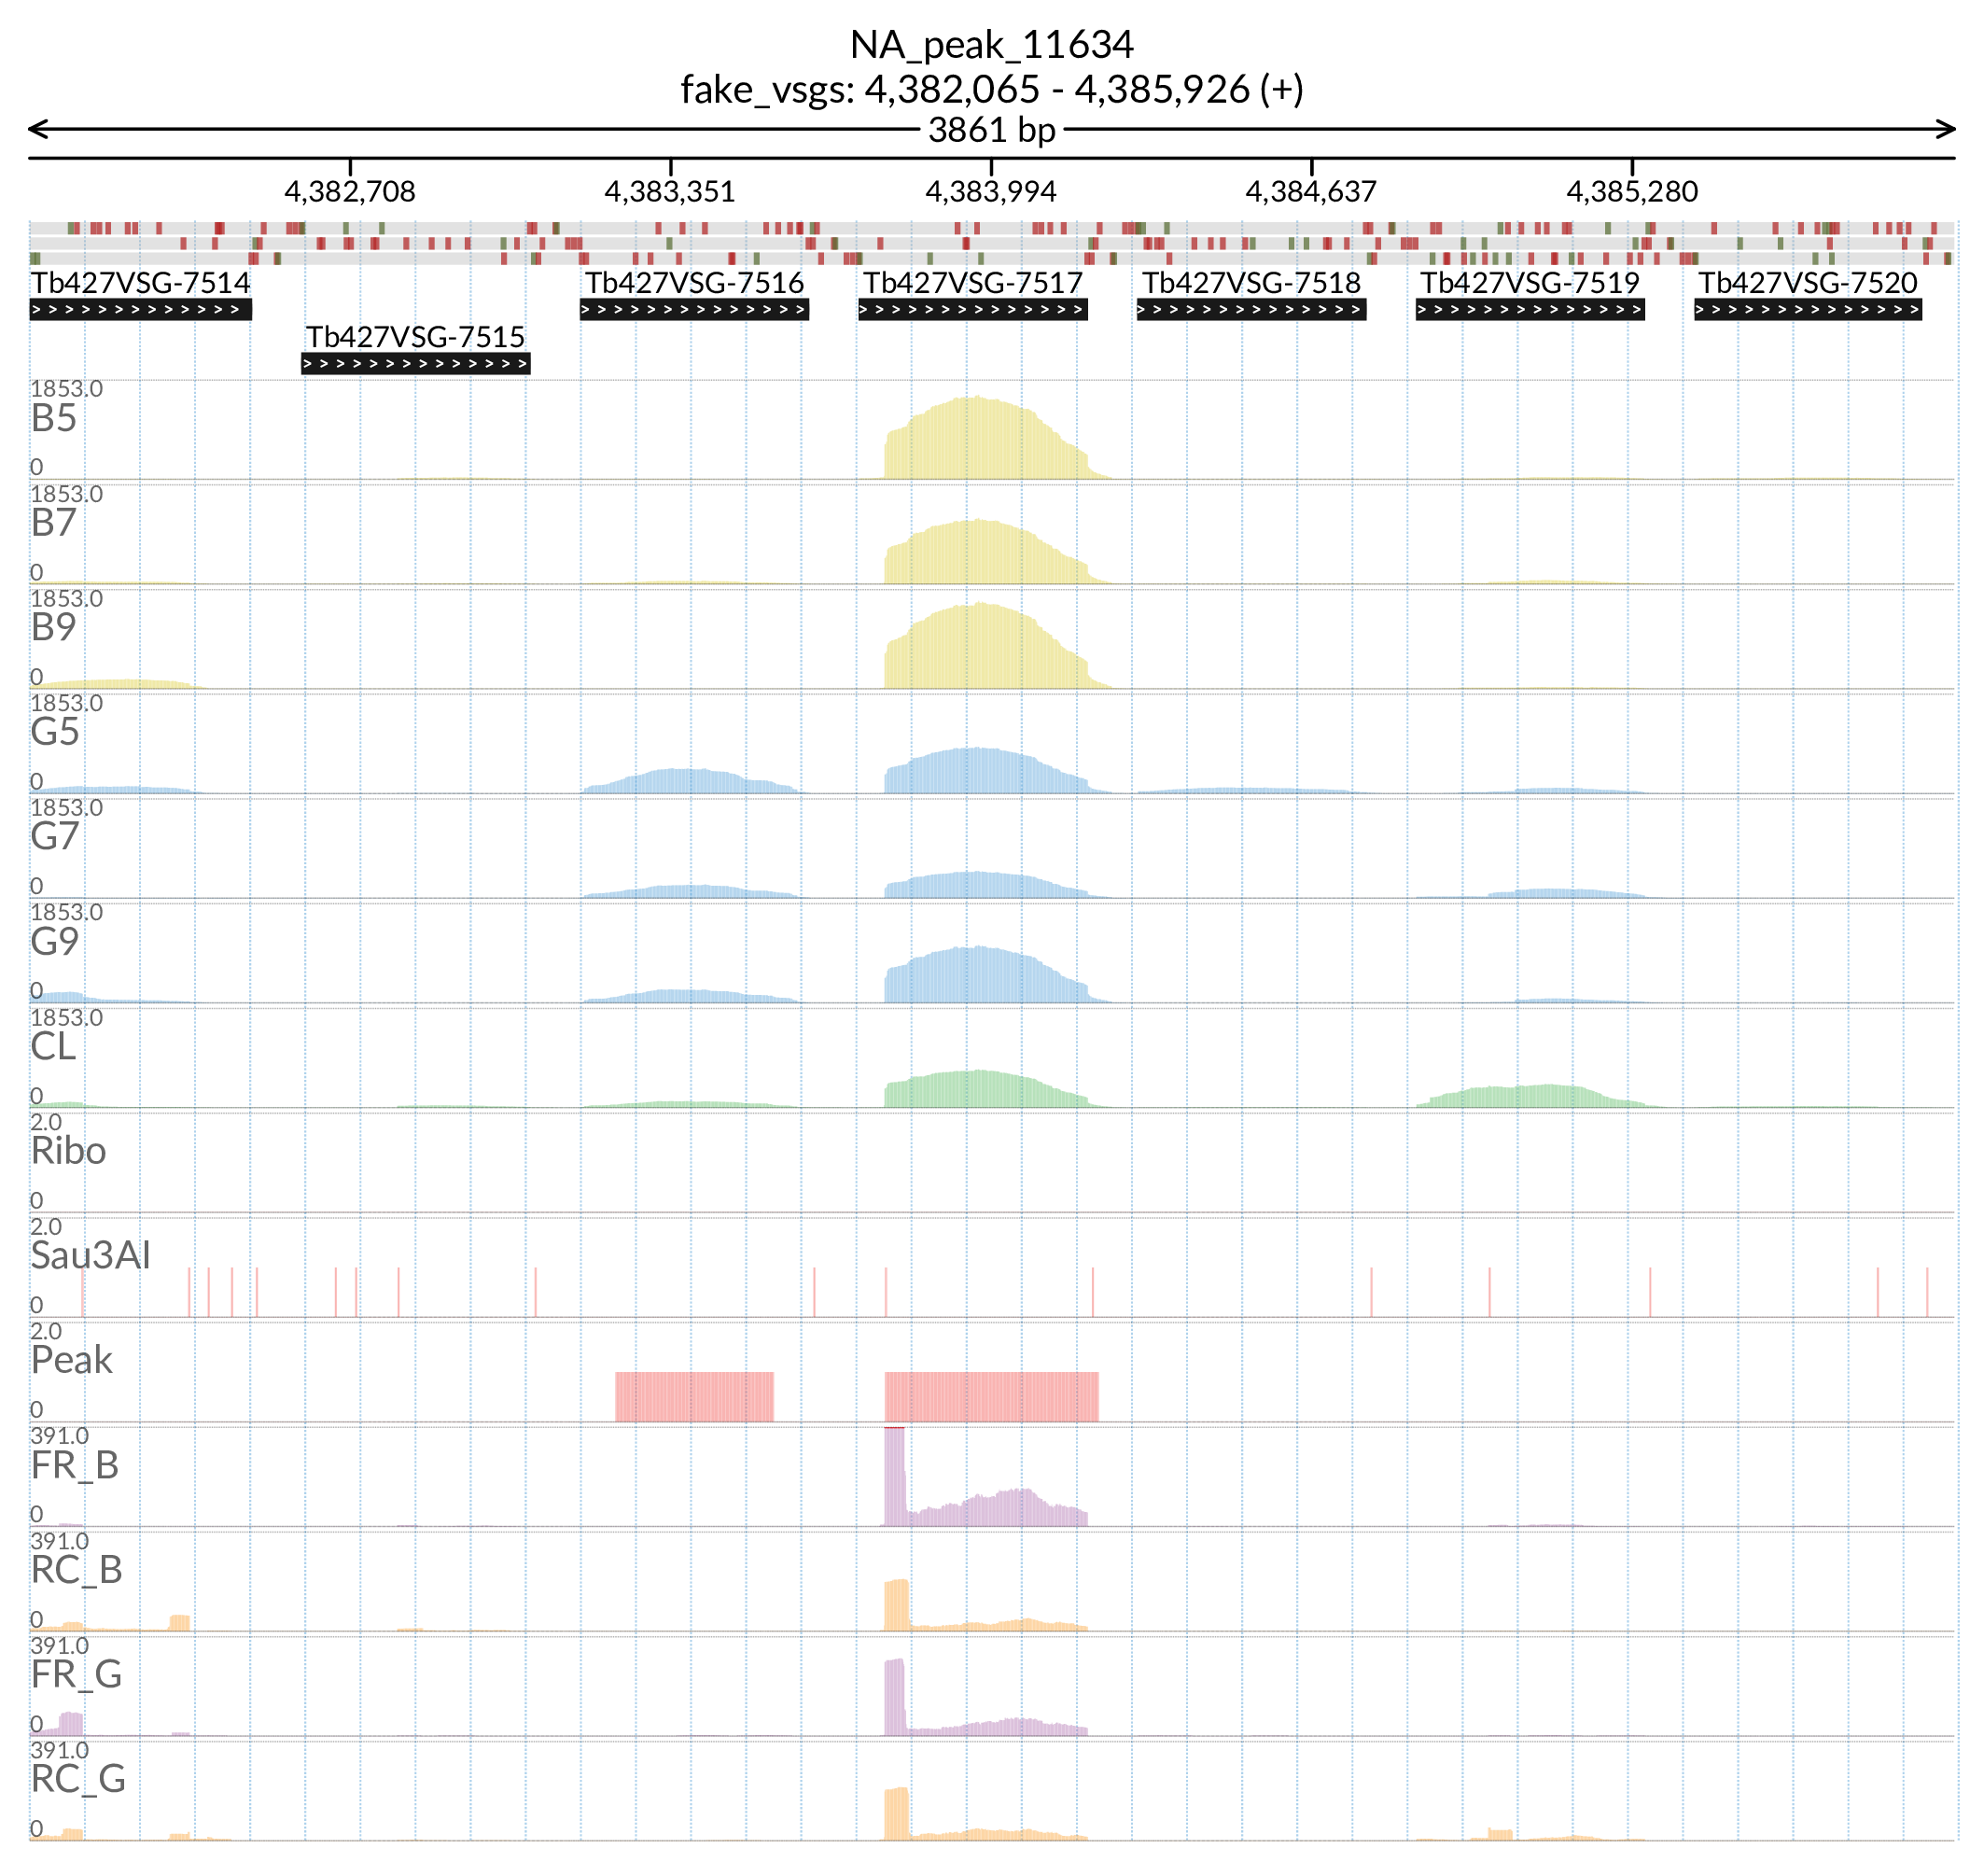 NA_peak_11634
fake_vsgs: 4,382,065 - 4,385,926 (+)
3861 bp
4,382,708 4,383,351 4,383,994 4,384,637 4,385,280
Tb427VSG-7514 Tb427VSG-7516 Tb427VSG-7517 Tb427VSG-7518 Tb427VSG-7519 Tb427VSG-7520
Tb427VSG-7515
1853.0
B5
0
1853.0
B7
0
1853.0
B9
0
1853.0
G5
0
1853.0
G7
0
1853.0
G9
0
1853.0
CL
0
2.0
Ribo
0
2.0
Sau3AI
0
2.0
Peak
0
391.0
FR_B
0
391.0
RC_B
0
391.0
FR_G
0
391.0
RC_G
0